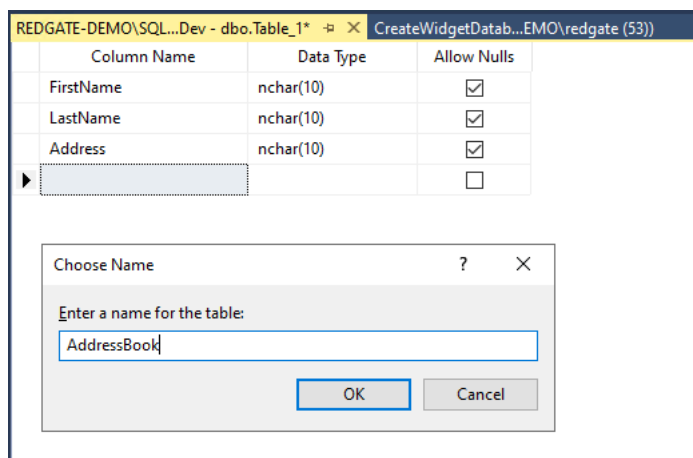 REDGATE-DEMO\SQL...Dev - dbo.Table_1* CreateWidgetDatab...EMO\redgate (53))
Column Name Data Type Allow Nulls
FirstName nchar(10)
LastName nchar(10)
Address nchar(10)
Choose Name ?
Enter a name for the table:
AddressBook
OK Cancel